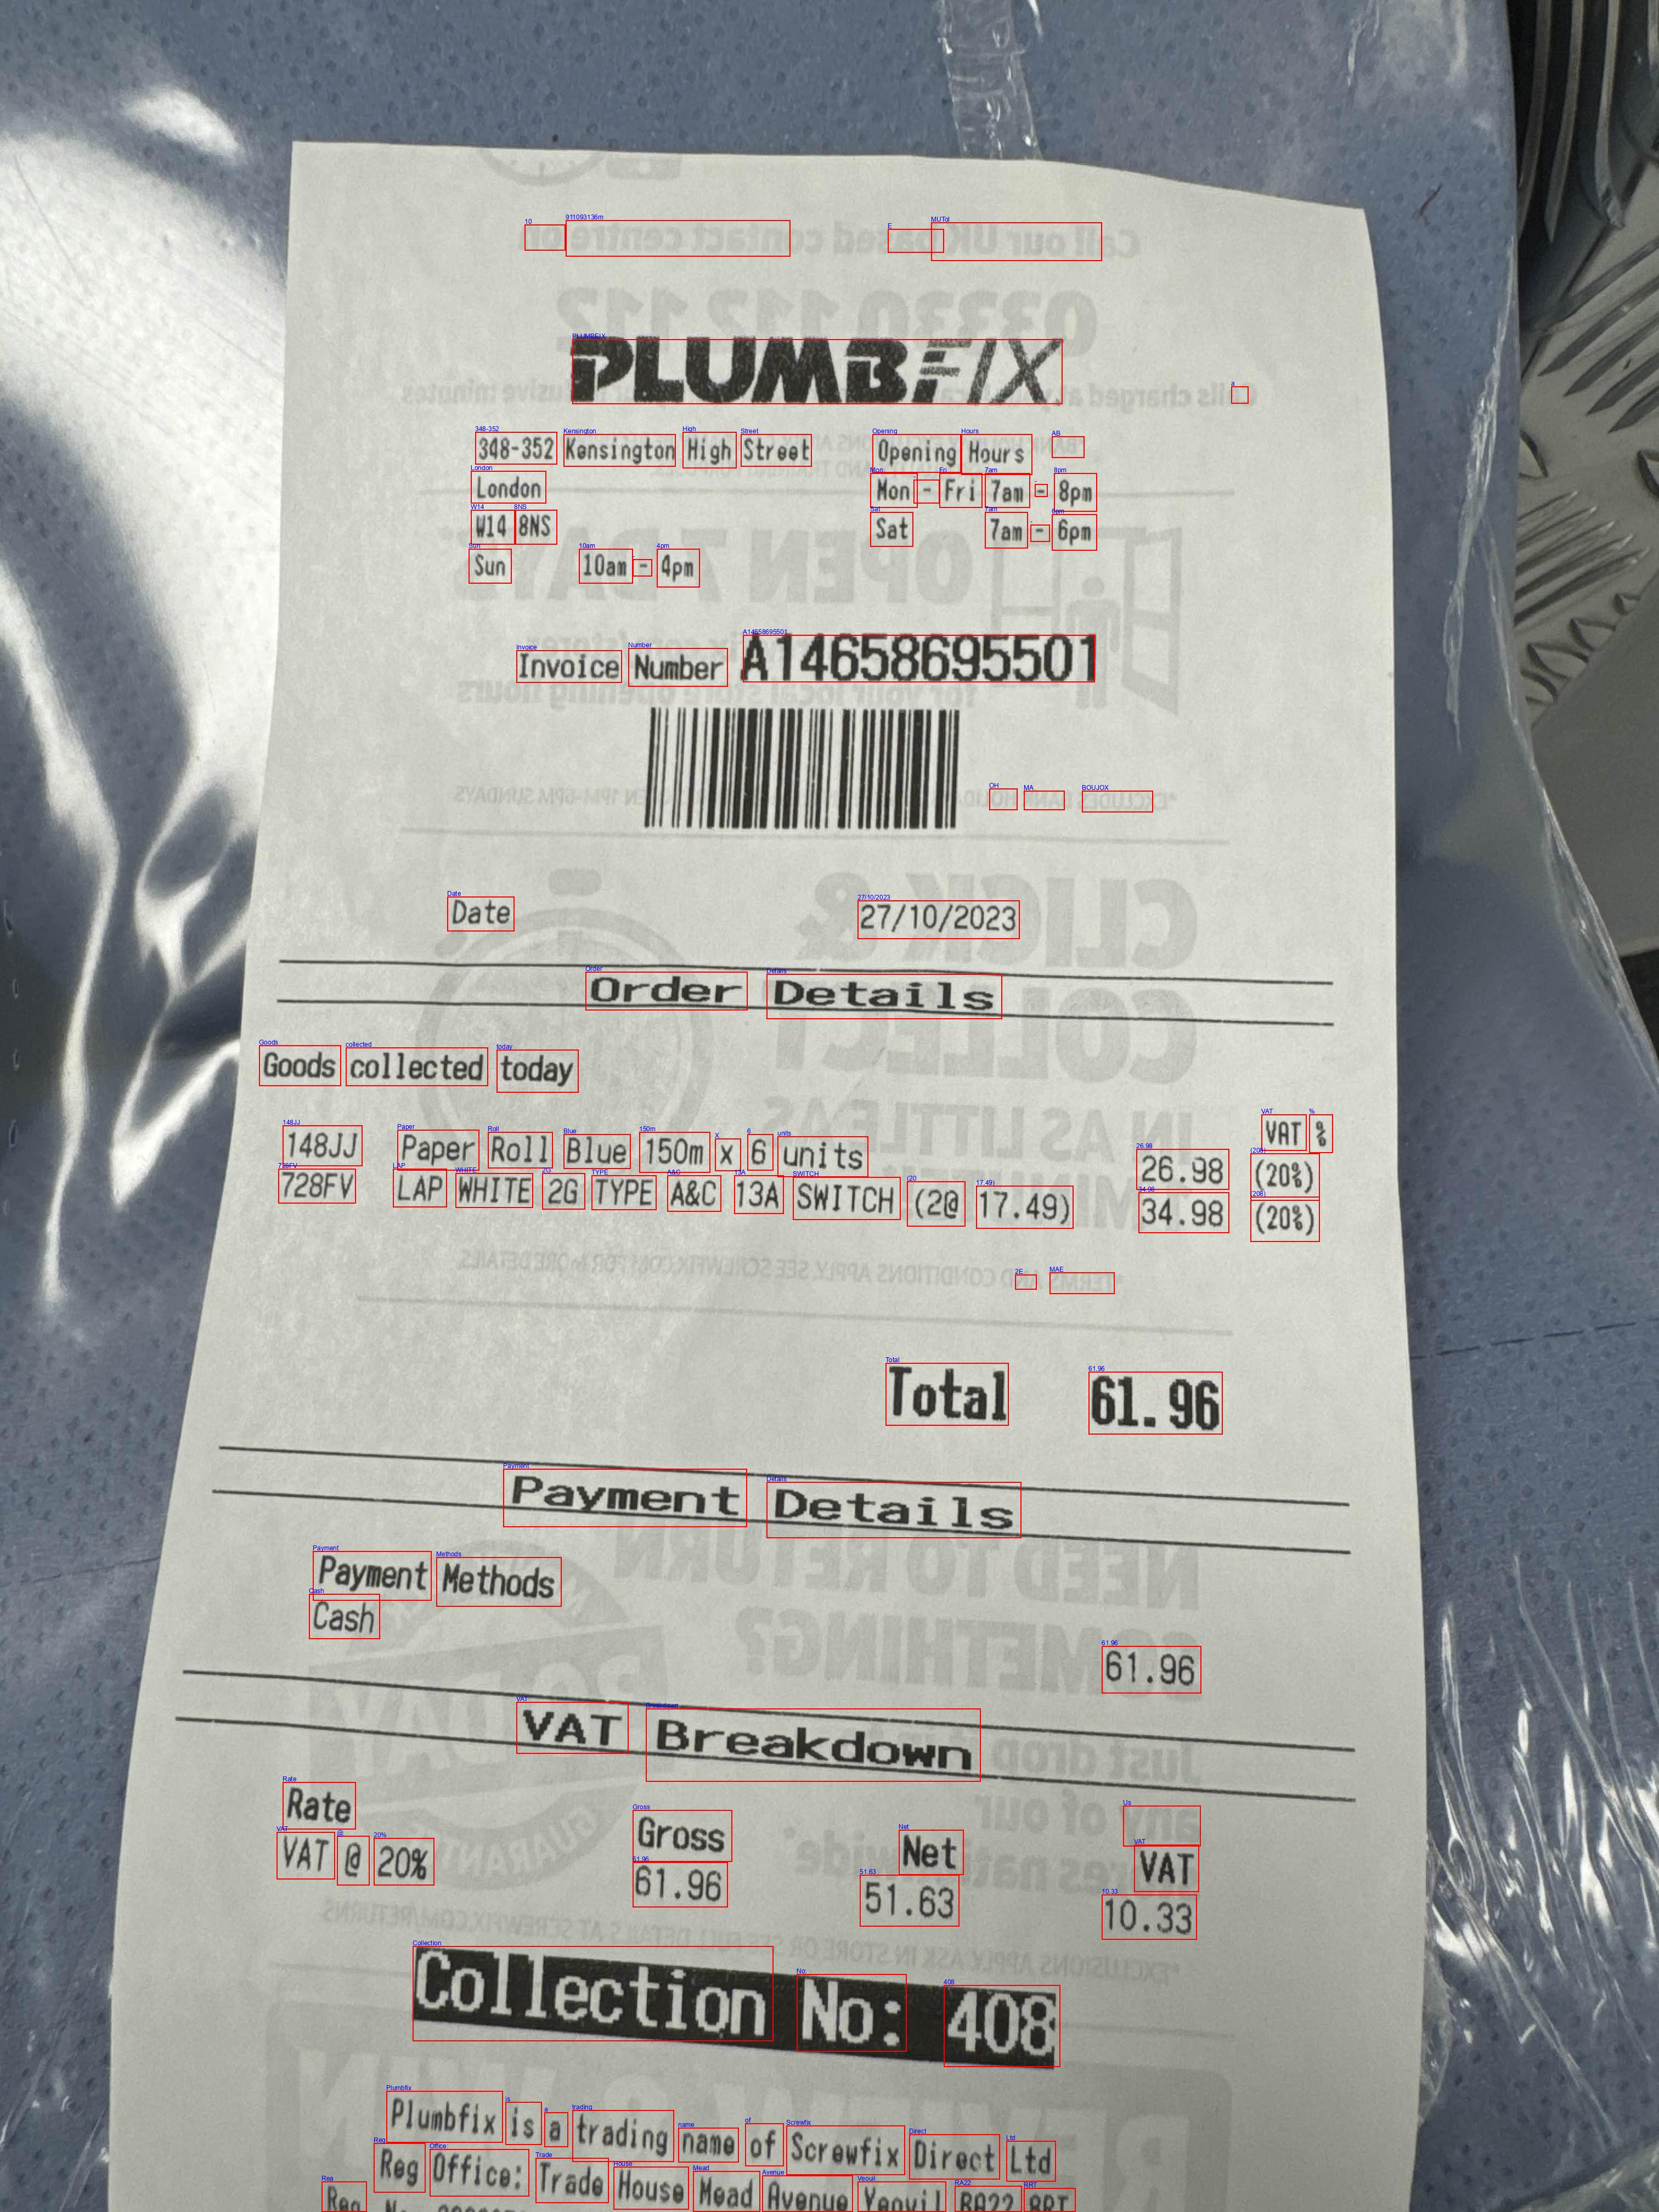 PLUMBFIX
348-352 Kensington High Street Opening Hours
London Mon - Fri 7am - 8pm
W14 8NS Sat 7am - 6pm
Sun 10am - 4pm
Invoice Number A14658695501
Date 27/10/2023
Order Details
Goods collected today
VAT %
148JJ Paper Roll Blue 150m x 6 units 26.98 (20%)
728FV LAP WHITE 2G TYPE A&C 13A SWITCH (2@ 17.49) 34.98 (20%)
Total 61.96
Payment Details
Payment Methods
Cash 61.96
VAT Breakdown
Rate Gross Net VAT
VAT @ 20% 61.96 51.63 10.33
Collection No: 408
Plumbfix is a trading name of Screwfix Direct Ltd
Reg Office: Trade House Mead Avenue Yeovil BA22 8RT
Reg No.